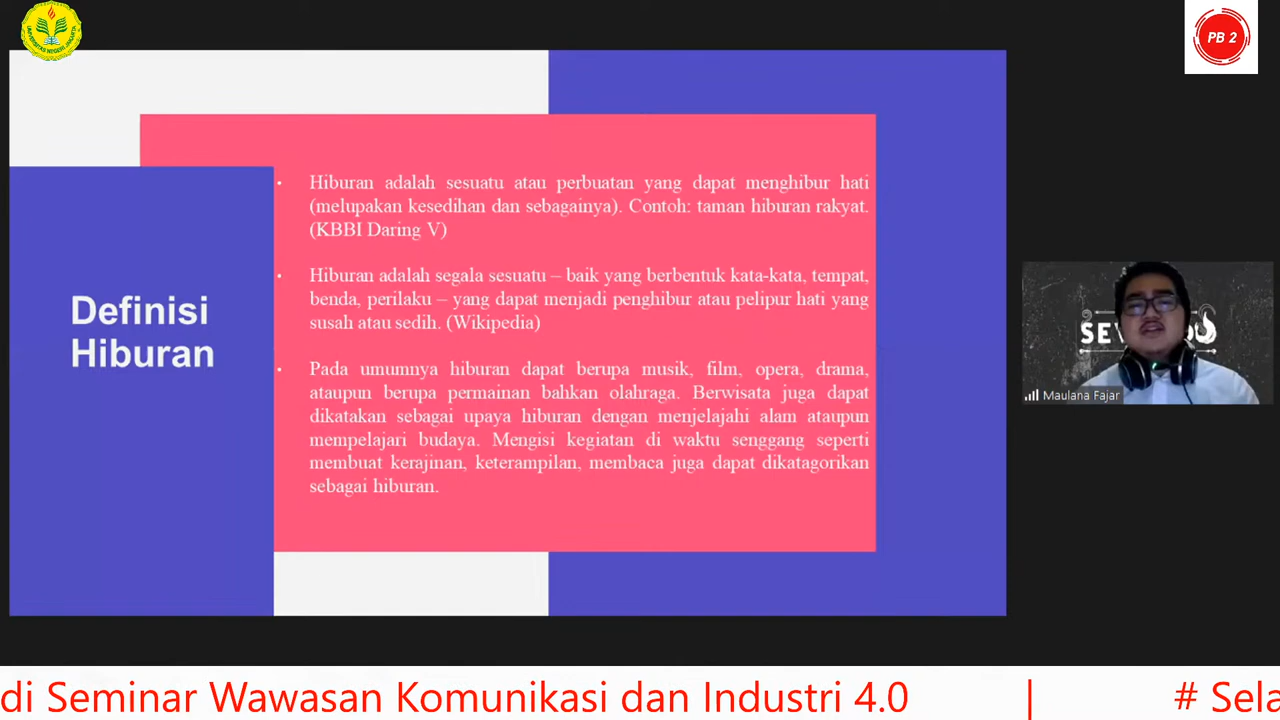 UNIVERSITAS NEGERI JAKARTA
PB 2
Definisi
Hiburan
• Hiburan adalah sesuatu atau perbuatan yang dapat menghibur hati
(melupakan kesedihan dan sebagainya). Contoh: taman hiburan rakyat.
(KBBI Daring V)
• Hiburan adalah segala sesuatu – baik yang berbentuk kata-kata, tempat,
benda, perilaku – yang dapat menjadi penghibur atau pelipur hati yang
susah atau sedih. (Wikipedia)
• Pada umumnya hiburan dapat berupa musik, film, opera, drama,
ataupun berupa permainan bahkan olahraga. Berwisata juga dapat
dikatakan sebagai upaya hiburan dengan menjelajahi alam ataupun
mempelajari budaya. Mengisi kegiatan di waktu senggang seperti
membuat kerajinan, keterampilan, membaca juga dapat dikatagorikan
sebagai hiburan.
Maulana Fajar
di Seminar Wawasan Komunikasi dan Industri 4.0 | # Sela